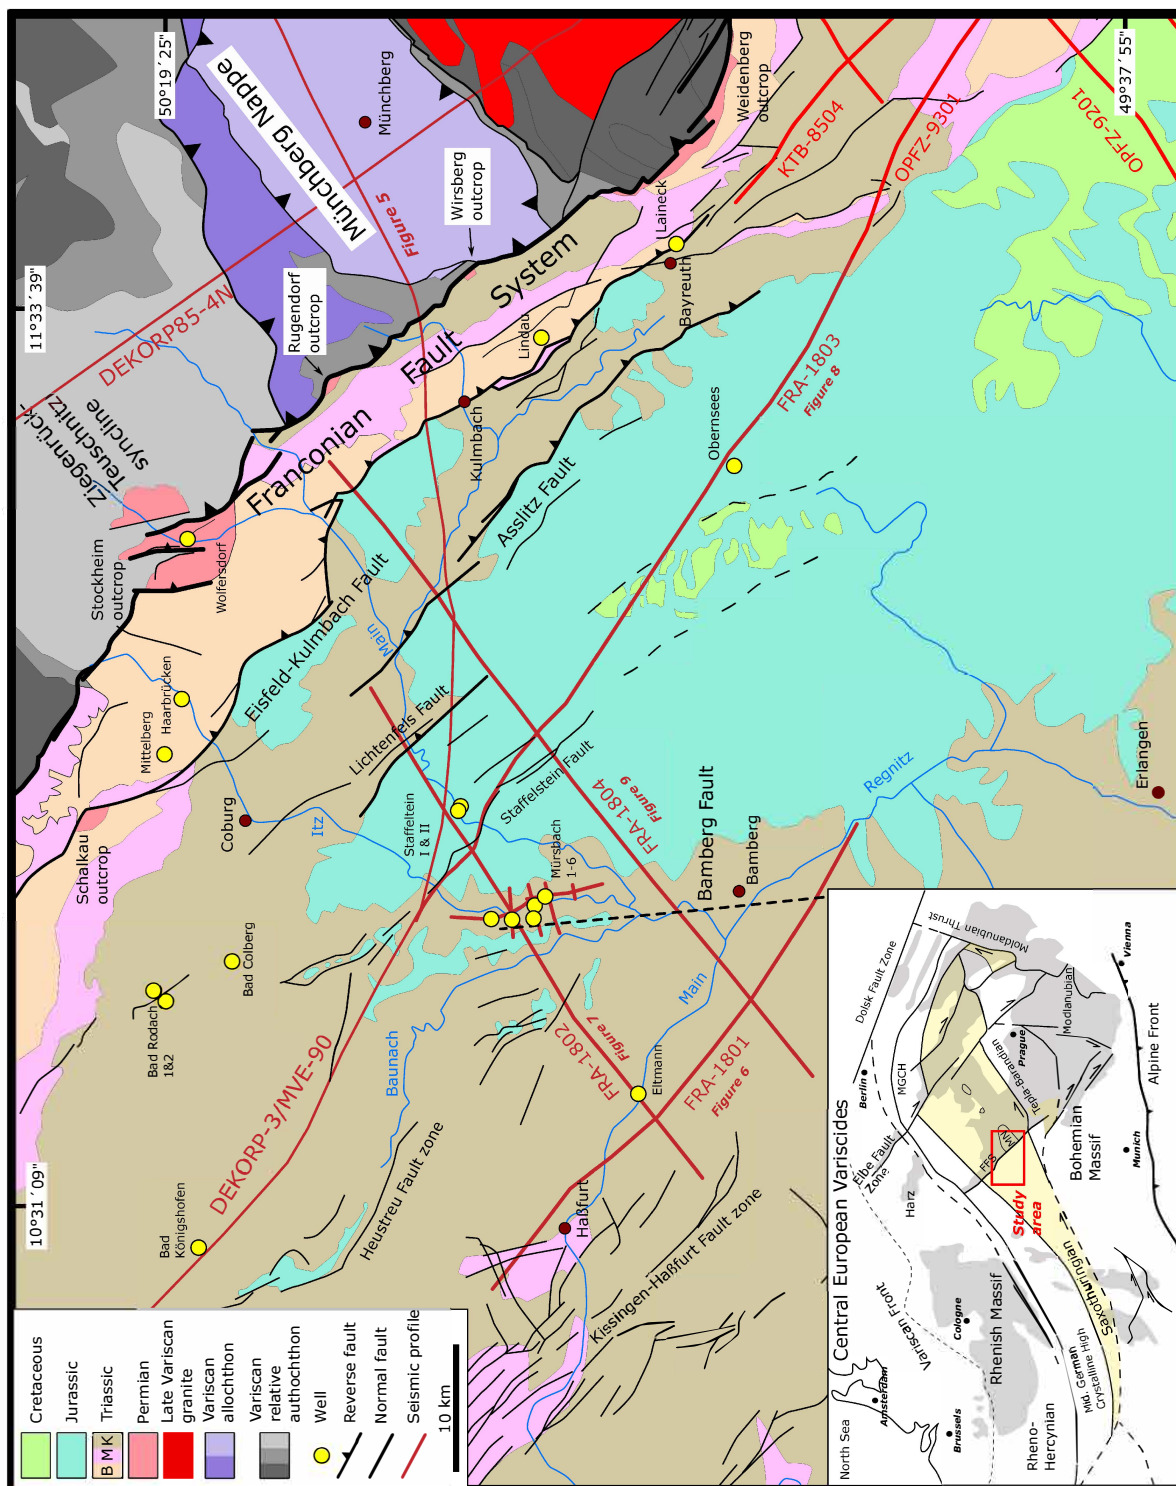 50°19´25"
49°37´55"
11°33´39"
10°31´09"
Münchberg Nappe
Münchberg
Figure 5
Wirsberg
outcrop
Weidenberg
outcrop
KTB-8504
OPFZ-9301
OPFZ-9201
DEKORP85-4N
Rugendorf
outcrop
Franconian
Fault
System
Laineck
Bayreuth
Lindau
Kulmbach
Ziegenrück-
Teuschnitz
syncline
Stockheim
outcrop
Wolfersdorf
Asslitz Fault
Obernsees
FRA-1803
Figure 8
Eisfeld-Kulmbach Fault
Main
Haarbrücken
Mittelberg
Lichtenfels Fault
Staffelstein Fault
Schalkau
outcrop
Coburg
Itz
Staffeltein
I & II
Mürsbach
1-6
FRA-1804
Figure 9
Bamberg Fault
Bamberg
Regnitz
Erlangen
Bad Colberg
Bad Rodach
1&2
DEKORP-3/MVE-90
Baunach
FRA-1802
Figure 7
Main
Eltmann
FRA-1801
Figure 6
Bad
Königshofen
Heustreu Fault zone
Haßfurt
Kissingen-Haßfurt Fault zone
Cretaceous
Jurassic
B M K
Triassic
Permian
Late Variscan
granite
Variscan
allochthon
Variscan
relative
authochthon
Well
Reverse fault
Normal fault
Seismic profile
10 km
Central European Variscides
North Sea
Amsterdam
Brussels
Cologne
Variscan Front
Rhenish Massif
Rheno-
Hercynian
Mid. German
Crystalline High
Saxothuringian
Harz
Elbe Fault
Zone
Berlin
Dolsk Fault Zone
MGCH
FFS
MN
Study
area
Moldanubian Thrust
Prague
Modlanubian
Tepla-Barandian
Bohemian
Massif
Munich
Vienna
Alpine Front